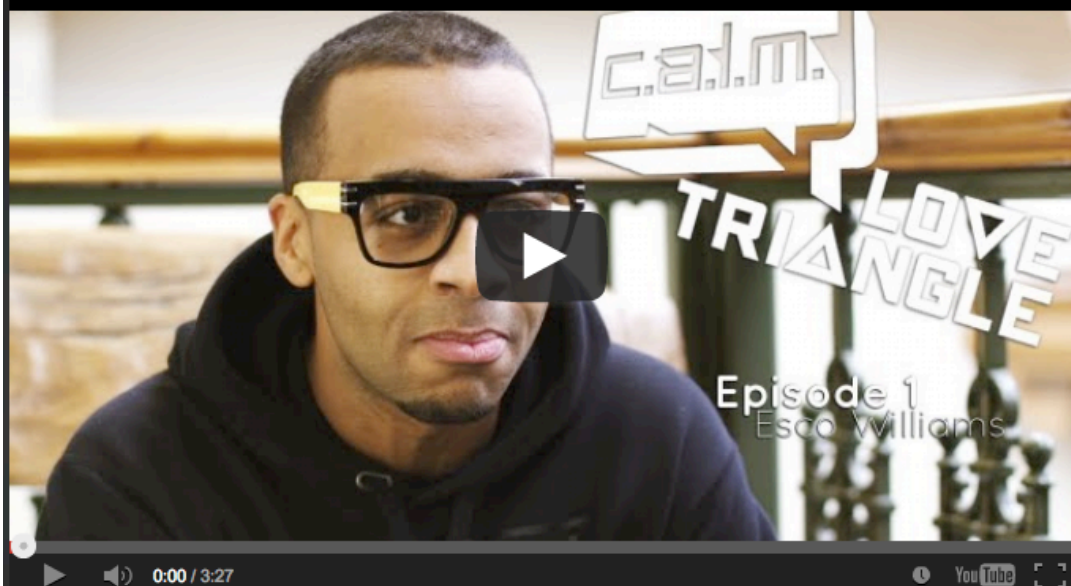 c.a.l.m.
LOVE
TRIANGLE
Episode 1
Esco Williams
0:00 / 3:27
YouTube